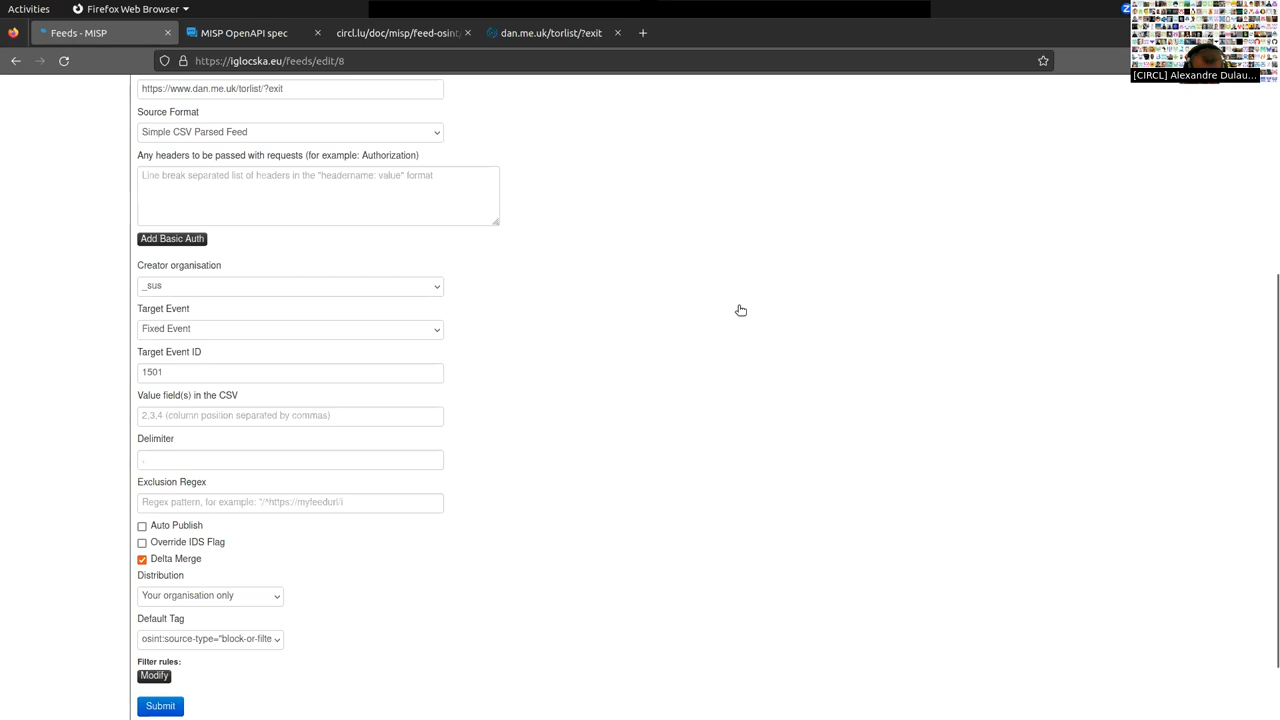 Activities
Firefox Web Browser
Feeds - MISP
MISP OpenAPI spec
circl.lu/doc/misp/feed-osint/
dan.me.uk/torlist/?exit
https://iglocska.eu/feeds/edit/8
[CIRCL] Alexandre Dulau...
https://www.dan.me.uk/torlist/?exit
Source Format
Simple CSV Parsed Feed
Any headers to be passed with requests (for example: Authorization)
Line break separated list of headers in the "headername: value" format
Add Basic Auth
Creator organisation
_sus
Target Event
Fixed Event
Target Event ID
1501
Value field(s) in the CSV
2,3,4 (column position separated by commas)
Delimiter
,
Exclusion Regex
Regex pattern, for example: "/^https://myfeedurl/i
Auto Publish
Override IDS Flag
Delta Merge
Distribution
Your organisation only
Default Tag
osint:source-type="block-or-filte
Filter rules:
Modify
Submit